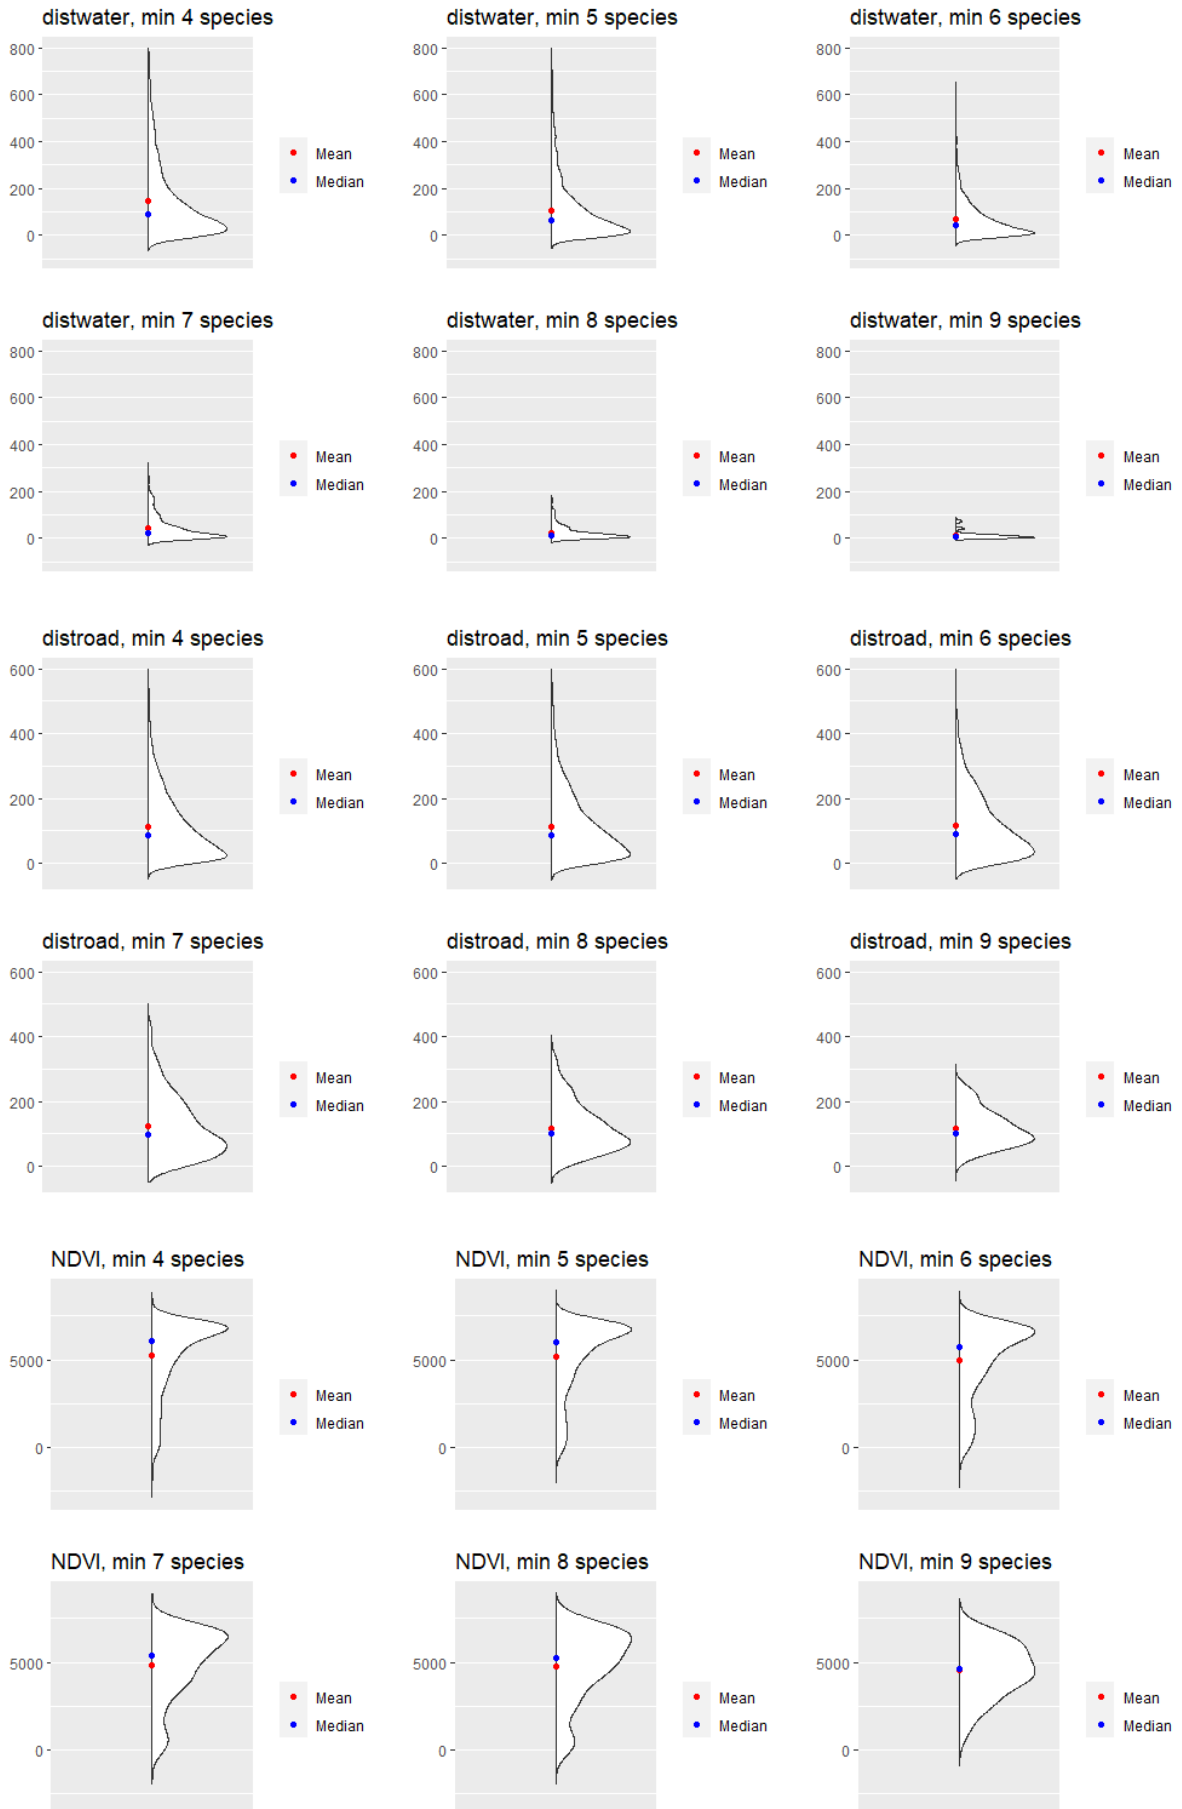 distwater, min 4 species
distwater, min 5 species
distwater, min 6 species
800
600
400
200
0
Mean
Median
800
600
400
200
0
Mean
Median
800
600
400
200
0
Mean
Median
distwater, min 7 species
distwater, min 8 species
distwater, min 9 species
800
600
400
200
0
Mean
Median
800
600
400
200
0
Mean
Median
800
600
400
200
0
Mean
Median
distroad, min 4 species
distroad, min 5 species
distroad, min 6 species
600
400
200
0
Mean
Median
600
400
200
0
Mean
Median
600
400
200
0
Mean
Median
distroad, min 7 species
distroad, min 8 species
distroad, min 9 species
600
400
200
0
Mean
Median
600
400
200
0
Mean
Median
600
400
200
0
Mean
Median
NDVI, min 4 species
NDVI, min 5 species
NDVI, min 6 species
5000
0
Mean
Median
5000
0
Mean
Median
5000
0
Mean
Median
NDVI, min 7 species
NDVI, min 8 species
NDVI, min 9 species
5000
0
Mean
Median
5000
0
Mean
Median
5000
0
Mean
Median